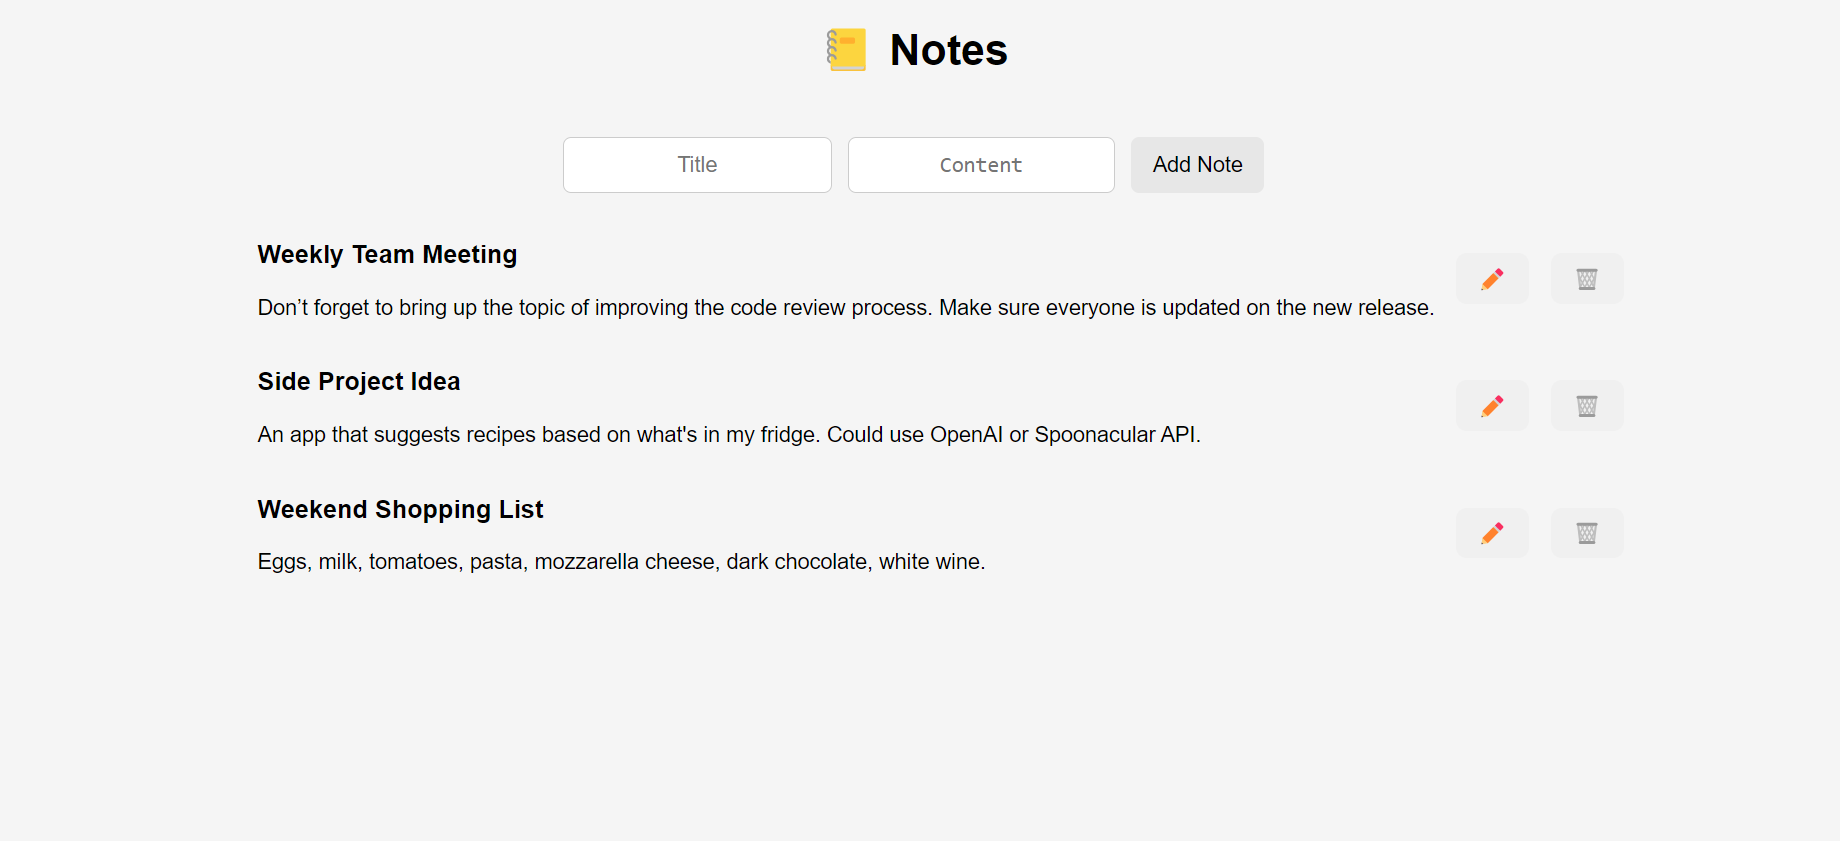 Notes
Title
Content
Add Note
Weekly Team Meeting
Don’t forget to bring up the topic of improving the code review process. Make sure everyone is updated on the new release.
Side Project Idea
An app that suggests recipes based on what's in my fridge. Could use OpenAI or Spoonacular API.
Weekend Shopping List
Eggs, milk, tomatoes, pasta, mozzarella cheese, dark chocolate, white wine.